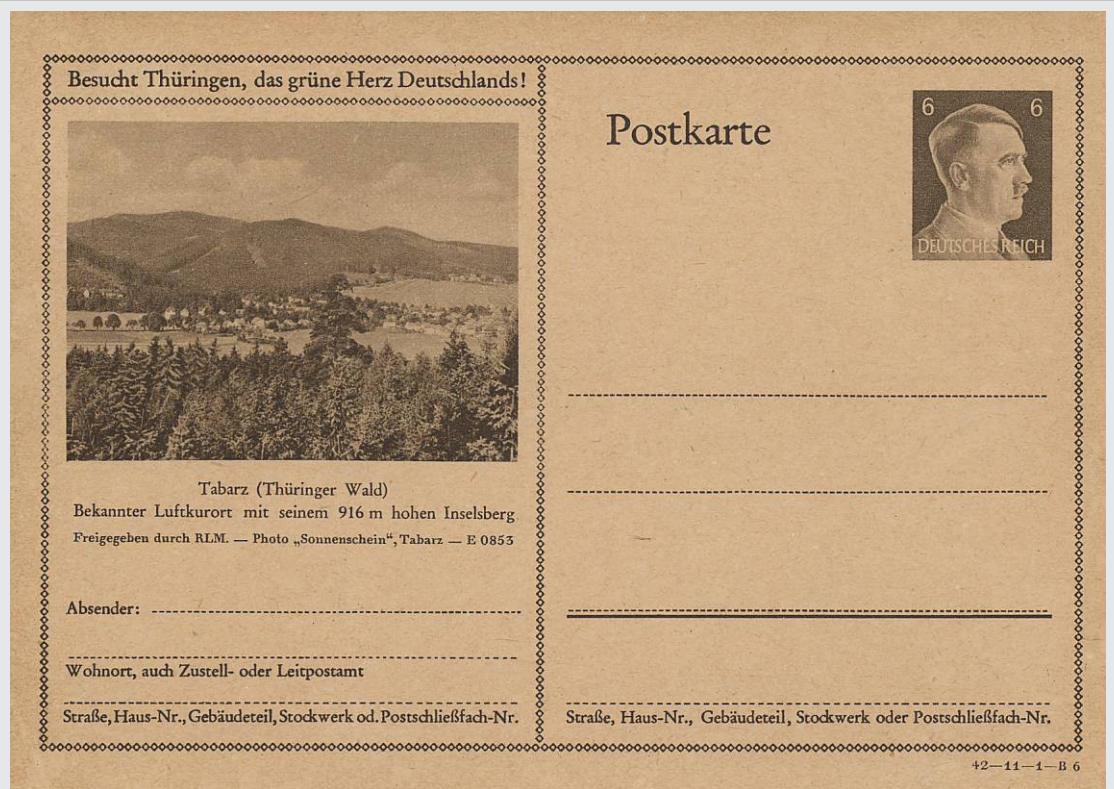 Besucht Thüringen, das grüne Herz Deutschlands!
Tabarz (Thüringer Wald)
Bekannter Luftkurort mit seinem 916 m hohen Inselsberg
Freigegeben durch RLM. — Photo „Sonnenschein“, Tabarz — E 0853
Absender:
Wohnort, auch Zustell- oder Leitpostamt
Straße, Haus-Nr., Gebäudeteil, Stockwerk od. Postschließfach-Nr.
Postkarte
6 6
DEUTSCHES REICH
Straße, Haus-Nr., Gebäudeteil, Stockwerk oder Postschließfach-Nr.
42—11—1—B 6